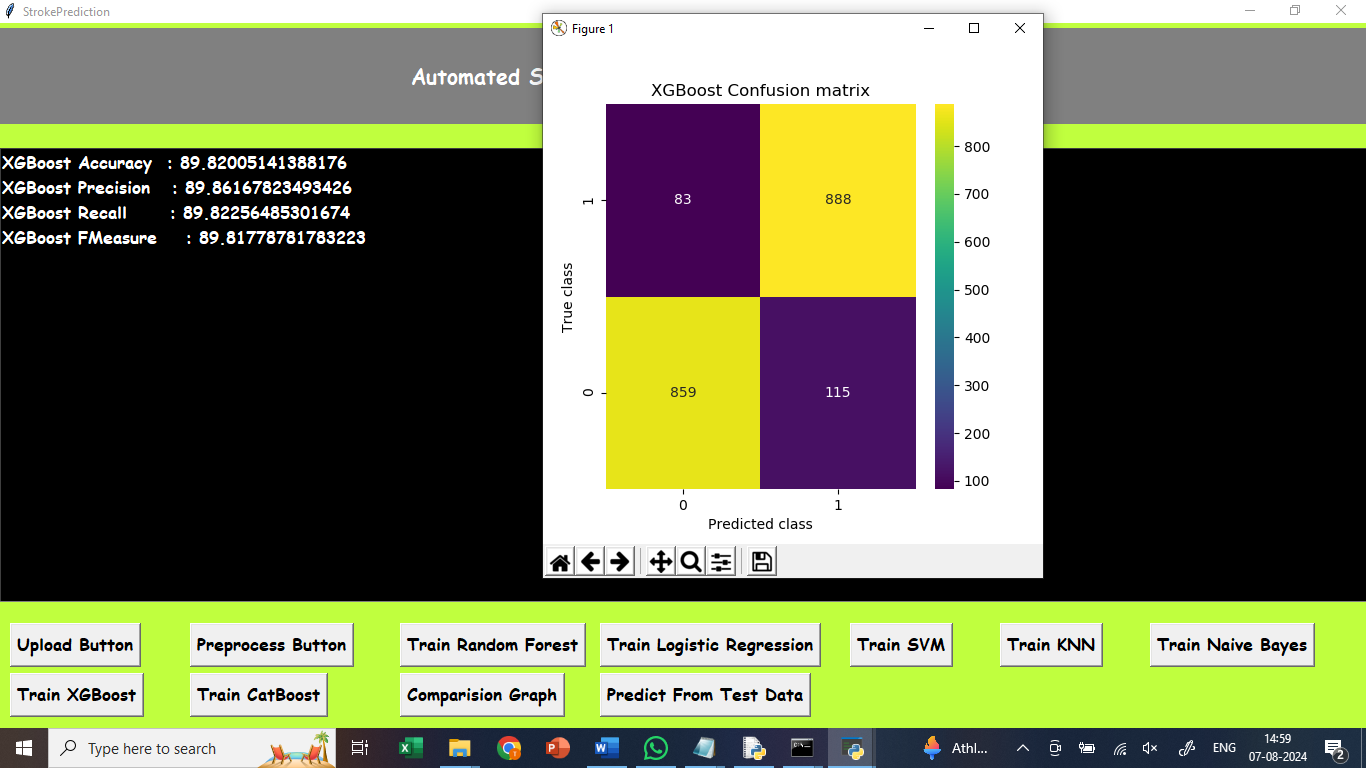 StrokePrediction
Automated S
XGBoost Accuracy : 89.82005141388176
XGBoost Precision : 89.86167823493426
XGBoost Recall : 89.82256485301674
XGBoost FMeasure : 89.81778781783223
Figure 1
XGBoost Confusion matrix
True class
1
83
888
0
859
115
0
1
Predicted class
800
700
600
500
400
300
200
100
Upload Button
Preprocess Button
Train Random Forest
Train Logistic Regression
Train SVM
Train KNN
Train Naive Bayes
Train XGBoost
Train CatBoost
Comparision Graph
Predict From Test Data
Type here to search
Athl...
ENG
14:59
07-08-2024
2